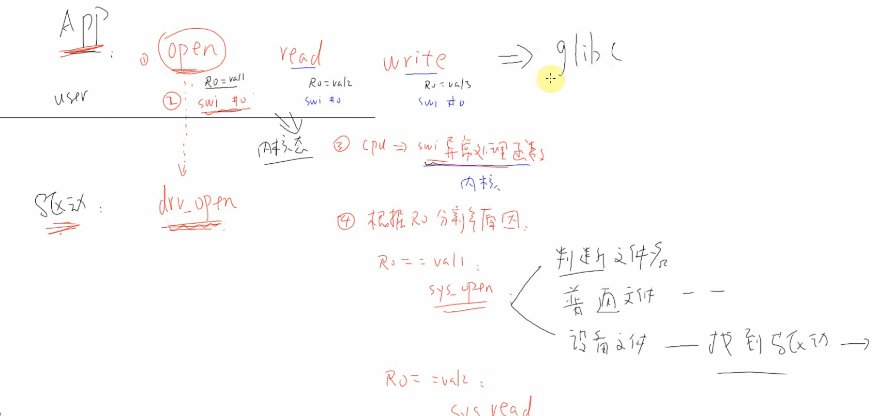 App: ① open read write ⇒ glibc
R0=val1 R0=val2 R0=val3
user ② swi #0 swi #0 swi #0
内核态 ③ cpu ⇒ swi 异常处理函数
内核
驱动: drv_open
④ 根据R0分辨原因:
R0==val1: 判断文件名
sys_open: 普通文件 — —
设备文件 — 找到驱动 →
R0==val2:
sys_read